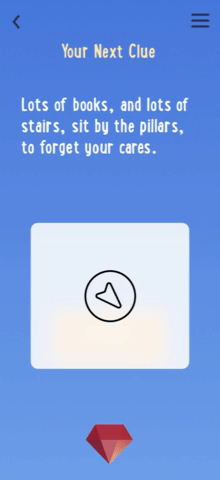 Your Next Clue
Lots of books, and lots of
stairs, sit by the pillars,
to forget your cares.